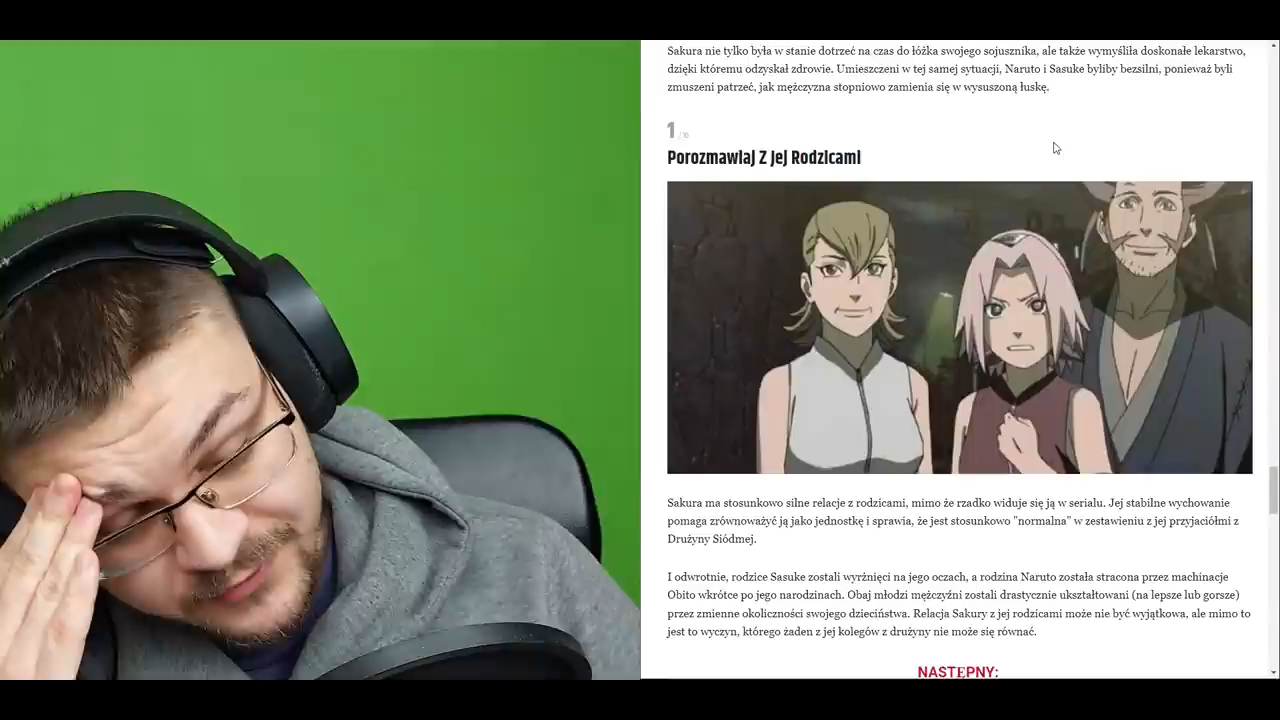 Sakura nie tylko była w stanie dotrzeć na czas do łóżka swojego sojusznika, ale także wymyśliła doskonałe lekarstwo,
dzięki któremu odzyskał zdrowie. Umieszczeni w tej samej sytuacji, Naruto i Sasuke byliby bezsilni, ponieważ byli
zmuszeni patrzeć, jak mężczyzna stopniowo zamienia się w wysuszoną łuskę.
1 / 10
Porozmawiaj Z Jej Rodzicami
Sakura ma stosunkowo silne relacje z rodzicami, mimo że rzadko widuje się ją w serialu. Jej stabilne wychowanie
pomaga zrównoważyć ją jako jednostkę i sprawia, że jest stosunkowo "normalna" w zestawieniu z jej przyjaciółmi z
Drużyny Siódmej.
I odwrotnie, rodzice Sasuke zostali wyrżnięci na jego oczach, a rodzina Naruto została stracona przez machinacje
Obito wkrótce po jego narodzinach. Obaj młodzi mężczyźni zostali drastycznie ukształtowani (na lepsze lub gorsze)
przez zmienne okoliczności swojego dzieciństwa. Relacja Sakury z jej rodzicami może nie być wyjątkowa, ale mimo to
jest to wyczyn, którego żaden z jej kolegów z drużyny nie może się równać.
NASTĘPNY: